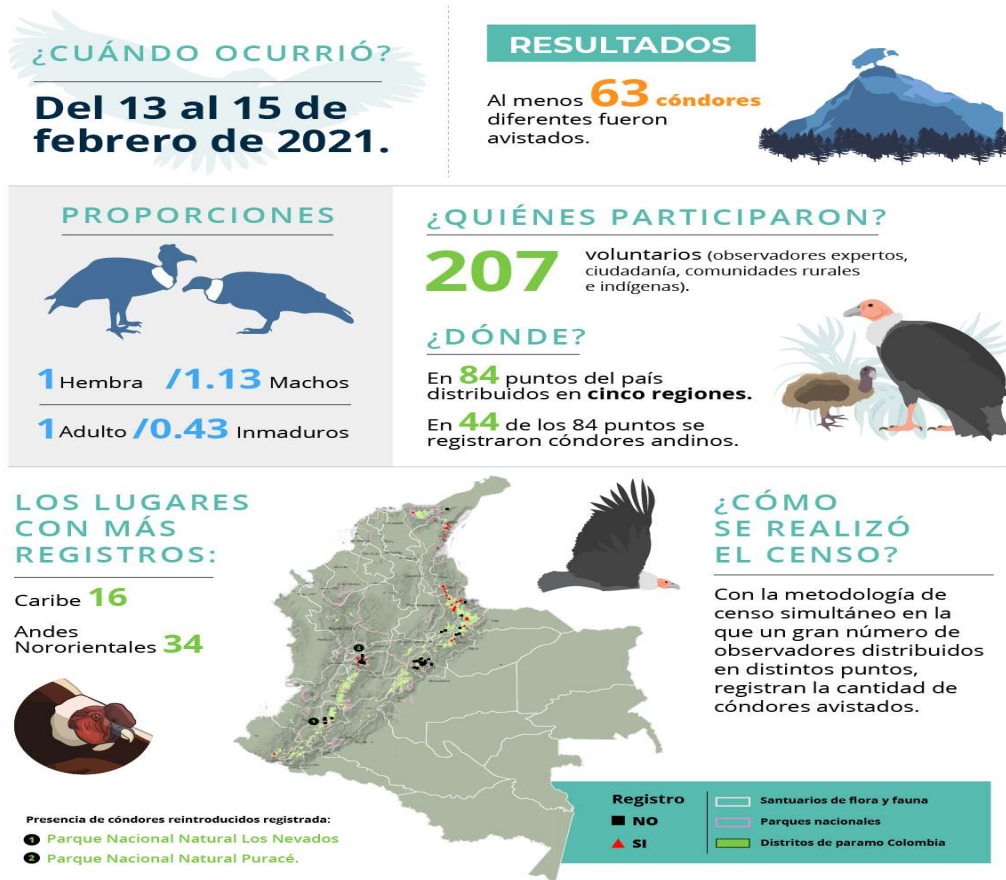 ¿CUÁNDO OCURRIÓ?
Del 13 al 15 de
febrero de 2021.
RESULTADOS
Al menos 63 cóndores
diferentes fueron
avistados.
PROPORCIONES
1 Hembra /1.13 Machos
1 Adulto /0.43 Inmaduros
¿QUIÉNES PARTICIPARON?
207 voluntarios (observadores expertos,
ciudadanía, comunidades rurales
e indígenas).
¿DÓNDE?
En 84 puntos del país
distribuidos en cinco regiones.
En 44 de los 84 puntos se
registraron cóndores andinos.
LOS LUGARES
CON MÁS
REGISTROS:
Caribe 16
Andes
Nororientales 34
2
1
Presencia de cóndores reintroducidos registrada:
1 Parque Nacional Natural Los Nevados
2 Parque Nacional Natural Puracé.
¿CÓMO
SE REALIZÓ
EL CENSO?
Con la metodología de
censo simultáneo en la
que un gran número de
observadores distribuidos
en distintos puntos,
registran la cantidad de
cóndores avistados.
Registro
NO
SI
Santuarios de flora y fauna
Parques nacionales
Distritos de paramo Colombia